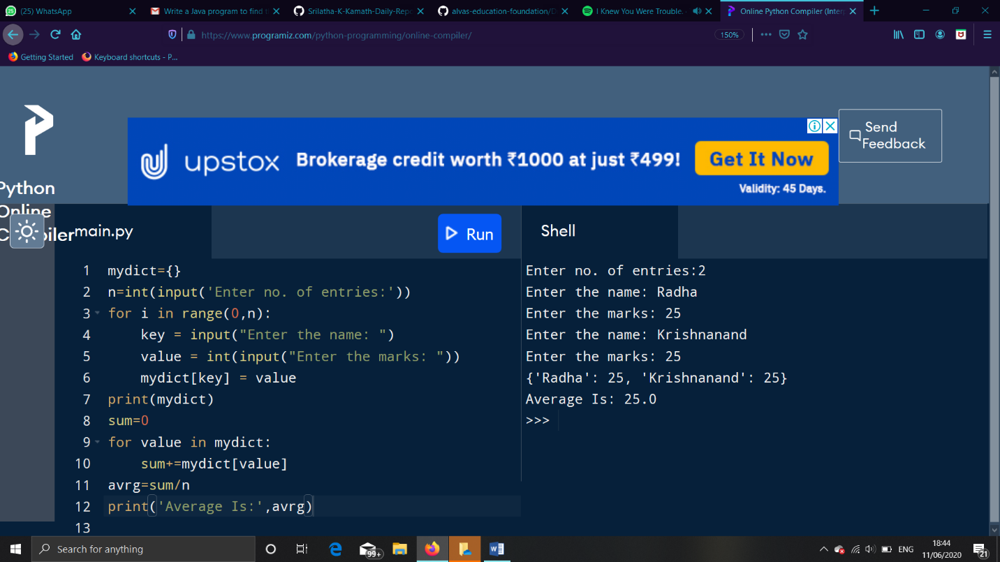 (25) WhatsApp
Write a Java program to find t
Srilatha-K-Kamath-Daily-Repo
alvas-education-foundation/D
I Knew You Were Trouble.
Online Python Compiler (Interp
https://www.programiz.com/python-programming/online-compiler/
150%
Getting Started
Keyboard shortcuts - P...
upstox
Brokerage credit worth ₹1000 at just ₹499!
Get It Now
Validity: 45 Days.
Send
Feedback
Python
Online
main.py
Run
Shell
1 mydict={}
2 n=int(input('Enter no. of entries:'))
3 for i in range(0,n):
4 key = input("Enter the name: ")
5 value = int(input("Enter the marks: "))
6 mydict[key] = value
7 print(mydict)
8 sum=0
9 for value in mydict:
10 sum+=mydict[value]
11 avrg=sum/n
12 print('Average Is:',avrg)
13
Enter no. of entries:2
Enter the name: Radha
Enter the marks: 25
Enter the name: Krishnanand
Enter the marks: 25
{'Radha': 25, 'Krishnanand': 25}
Average Is: 25.0
>>>
Search for anything
99+
ENG
18:44
11/06/2020
21